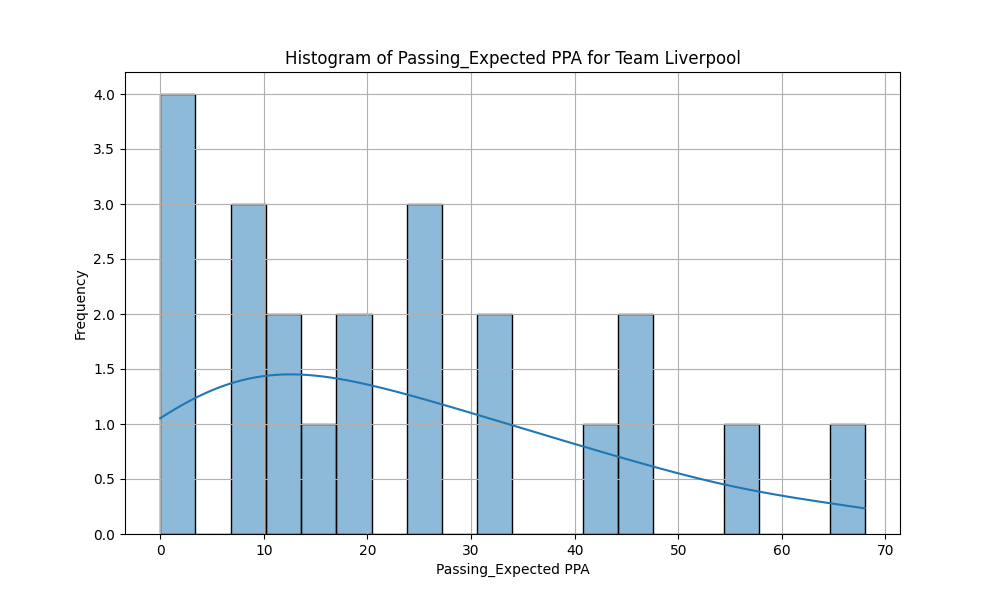 Histogram of Passing_Expected PPA for Team Liverpool
4.0
3.5
3.0
2.5
2.0
1.5
1.0
0.5
0.0
Frequency
0 10 20 30 40 50 60 70
Passing_Expected PPA